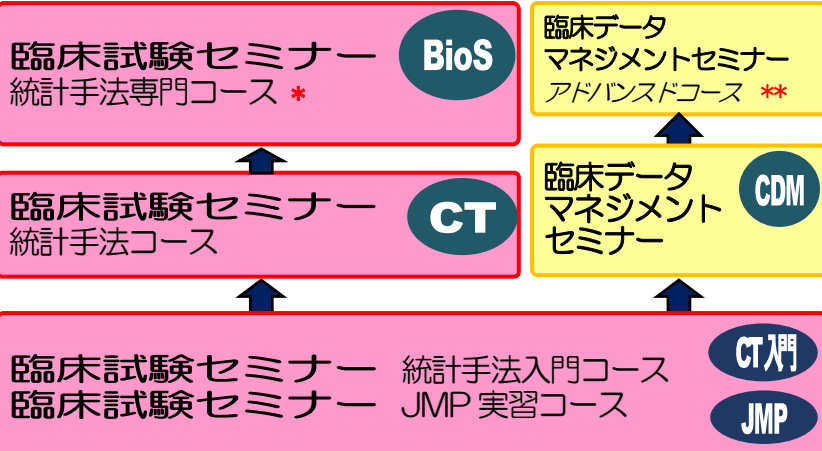 臨床試験セミナー
統計手法専門コース *
BioS
臨床データ
マネジメントセミナー
アドバンスドコース **
臨床試験セミナー
統計手法コース
CT
臨床データ
マネジメント
セミナー
CDM
臨床試験セミナー 統計手法入門コース
CT入門
臨床試験セミナー JMP 実習コース
JMP